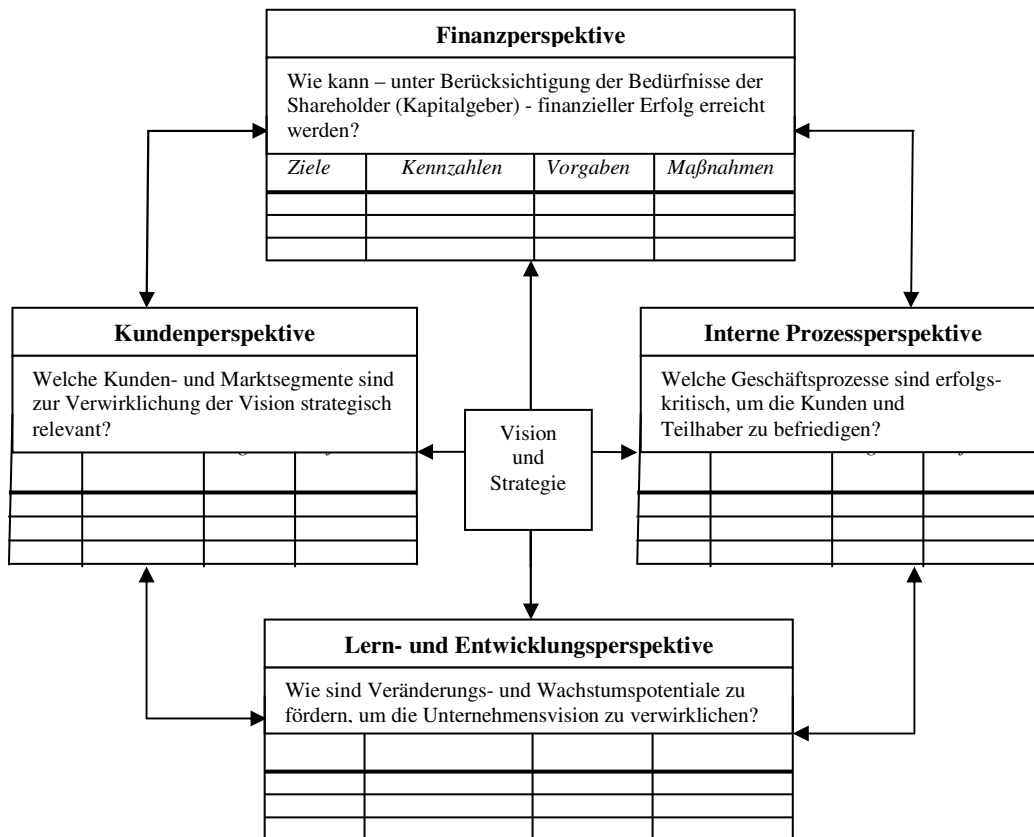 Finanzperspektive
Wie kann – unter Berücksichtigung der Bedürfnisse der
Shareholder (Kapitalgeber) - finanzieller Erfolg erreicht
werden?
Ziele Kennzahlen Vorgaben Maßnahmen
Kundenperspektive
Welche Kunden- und Marktsegmente sind
zur Verwirklichung der Vision strategisch
relevant?
Vision
und
Strategie
Interne Prozessperspektive
Welche Geschäftsprozesse sind erfolgs-
kritisch, um die Kunden und
Teilhaber zu befriedigen?
Lern- und Entwicklungsperspektive
Wie sind Veränderungs- und Wachstumspotentiale zu
fördern, um die Unternehmensvision zu verwirklichen?